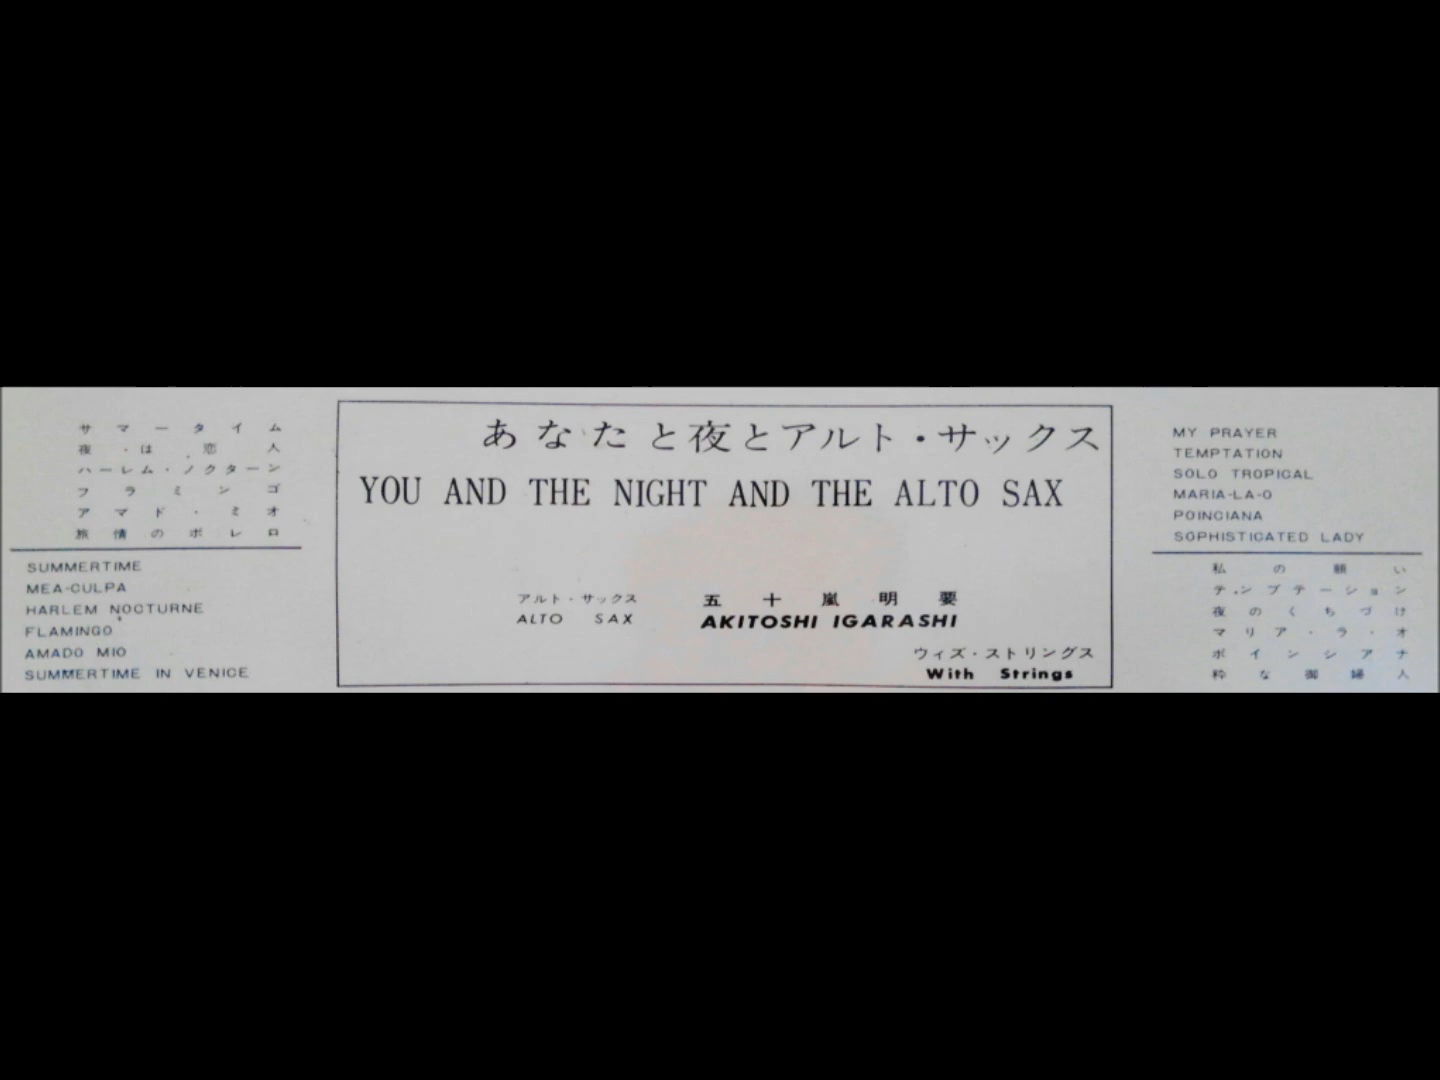 サマータイム
夜は恋人
ハーレム・ノクターン
フラミンゴ
アマド・ミオ
旅情のボレロ
SUMMERTIME
MEA-CULPA
HARLEM NOCTURNE
FLAMINGO
AMADO MIO
SUMMERTIME IN VENICE
あなたと夜とアルト・サックス
YOU AND THE NIGHT AND THE ALTO SAX
アルト・サックス 五十嵐明要
ALTO SAX AKITOSHI IGARASHI
ウィズ・ストリングス
With Strings
MY PRAYER
TEMPTATION
SOLO TROPICAL
MARIA-LA-O
POINCIANA
SOPHISTICATED LADY
私の願い
テンプテーション
夜のくちづけ
マリア・ラ・オ
ポインシアナ
粋な御婦人